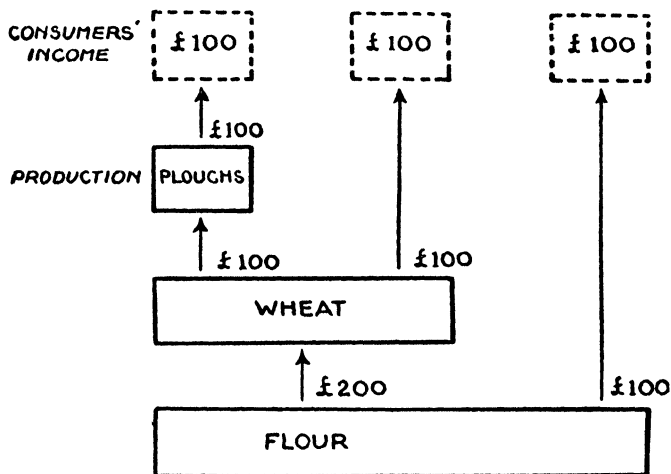 CONSUMERS' INCOME
£100 £100 £100
£100
PRODUCTION PLOUGHS
£100 £100
WHEAT
£200 £100
FLOUR